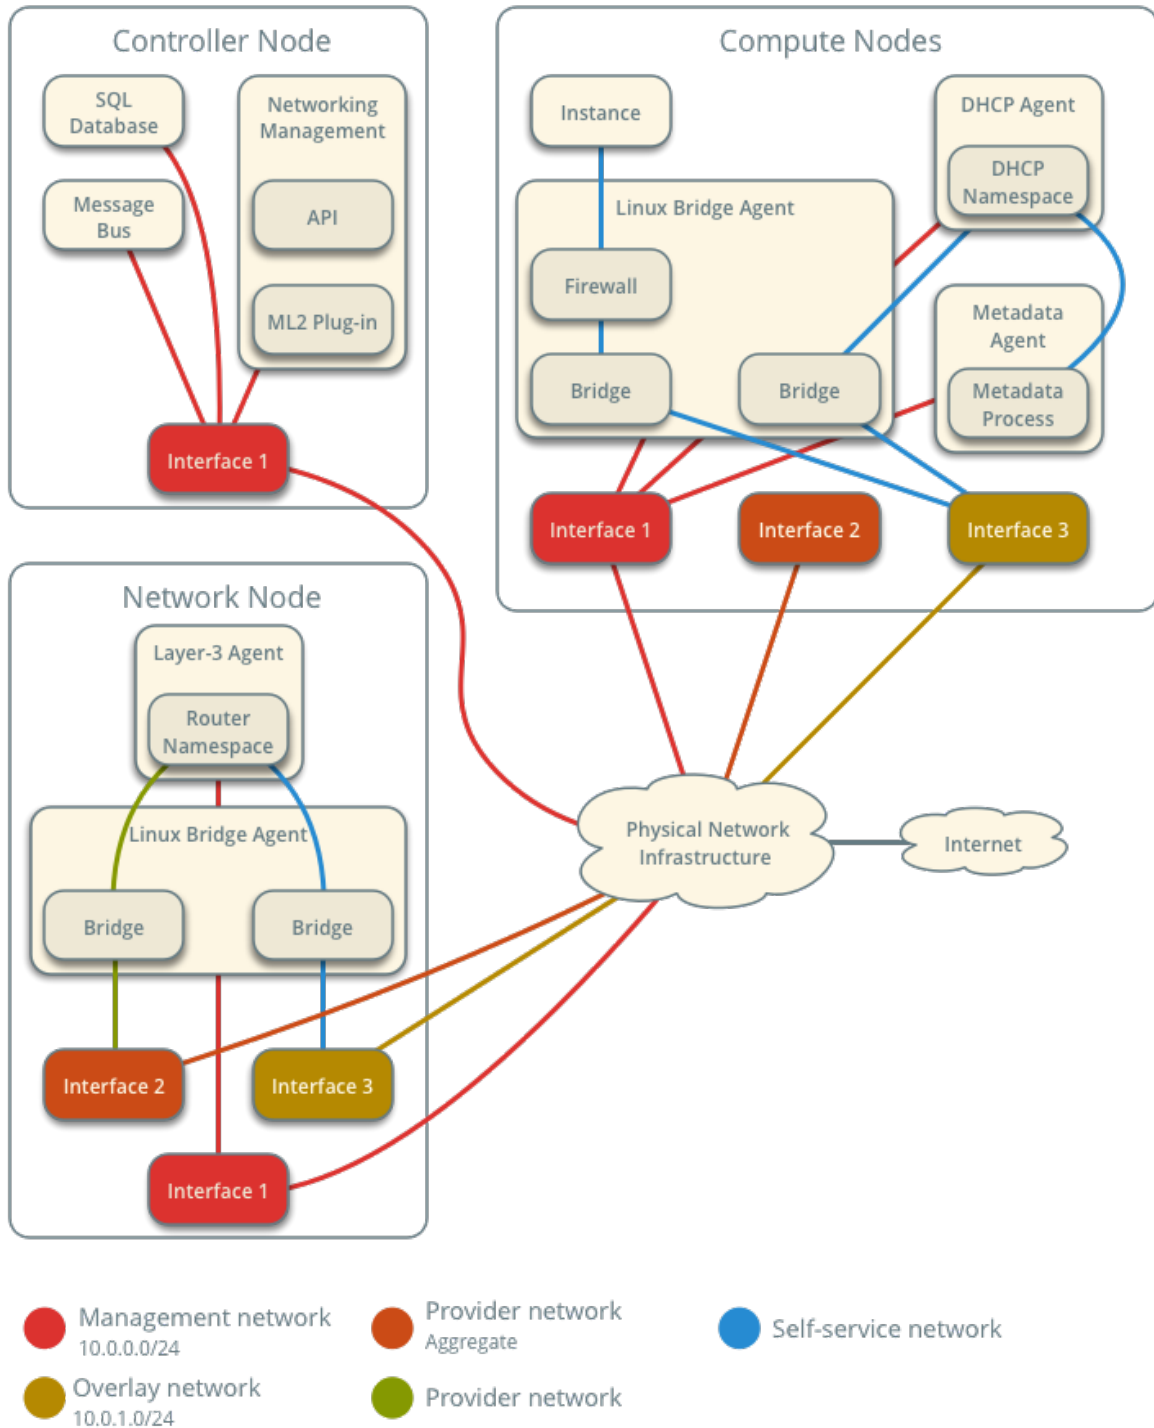 Controller Node
SQL
Database
Networking
Management
Message
Bus
API
ML2 Plug-in
Interface 1
Compute Nodes
Instance
DHCP Agent
DHCP
Namespace
Linux Bridge Agent
Firewall
Metadata
Agent
Bridge
Bridge
Metadata
Process
Interface 1
Interface 2
Interface 3
Network Node
Layer-3 Agent
Router
Namespace
Linux Bridge Agent
Bridge
Bridge
Interface 2
Interface 3
Interface 1
Physical Network
Infrastructure
Internet
Management network
10.0.0.0/24
Provider network
Aggregate
Self-service network
Overlay network
10.0.1.0/24
Provider network